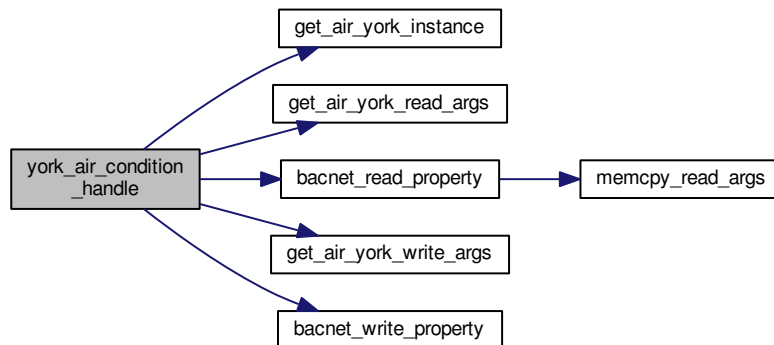 get_air_york_instance
get_air_york_read_args
york_air_condition
_handle
bacnet_read_property
memcpy_read_args
get_air_york_write_args
bacnet_write_property